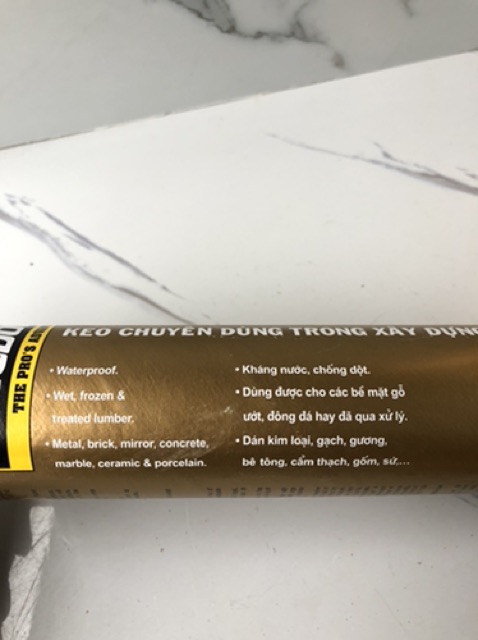 KEO CHUYÊN DÙNG TRONG XÂY DỰNG
THE PRO'S
• Waterproof.
• Wet, frozen &
treated lumber.
• Metal, brick, mirror, concrete,
marble, ceramic & porcelain.
• Kháng nước, chống dột.
• Dùng được cho các bề mặt gỗ
ướt, đông đá hay đã qua xử lý.
• Dán kim loại, gạch, gương,
bê tông, cẩm thạch, gốm, sứ,...